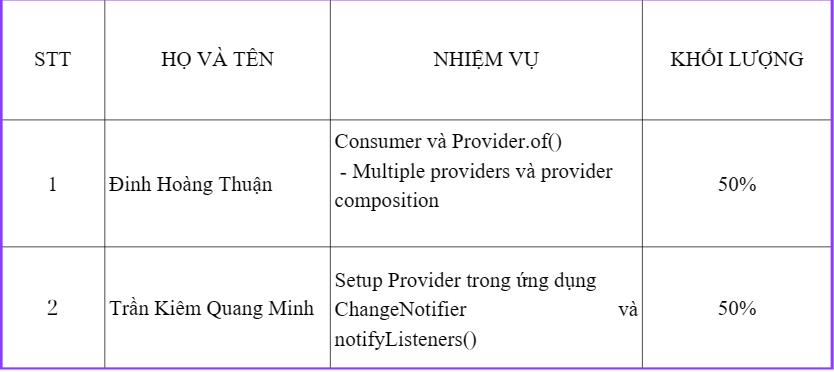 STT HỌ VÀ TÊN NHIỆM VỤ KHỐI LƯỢNG
1 Đinh Hoàng Thuận
Consumer và Provider.of()
- Multiple providers và provider
composition
50%
2 Trần Kiêm Quang Minh
Setup Provider trong ứng dụng
ChangeNotifier và
notifyListeners()
50%